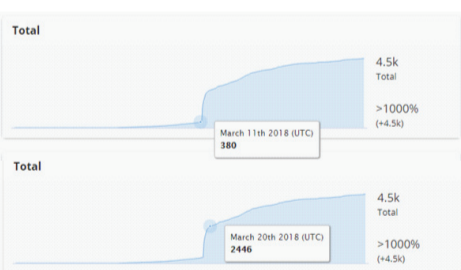 Total
4.5k
Total
>1000%
(+4.5k)
March 11th 2018 (UTC)
380
Total
4.5k
Total
>1000%
(+4.5k)
March 20th 2018 (UTC)
2446